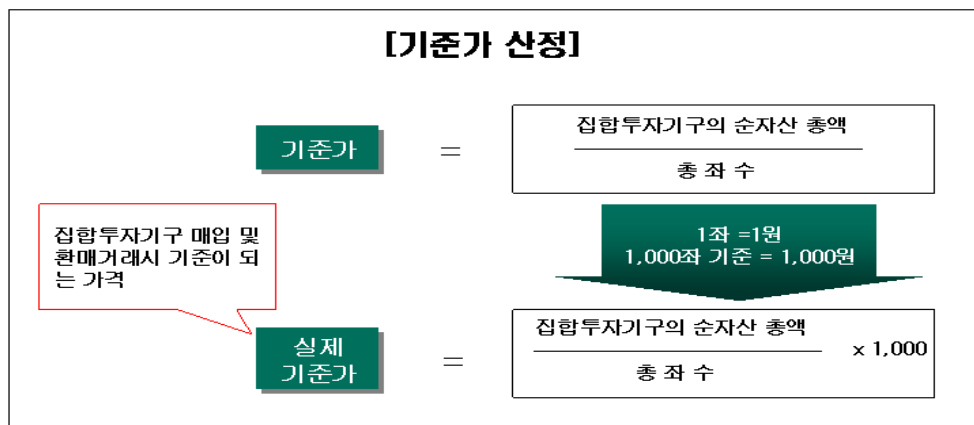 [기준가 산정]
기준가
=
집합투자기구의 순자산 총액
총 좌 수
집합투자기구 매입 및
환매거래시 기준이 되
는 가격
1좌 =1원
1,000좌 기준 = 1,000원
실제
기준가
=
집합투자기구의 순자산 총액
총 좌 수
x 1,000